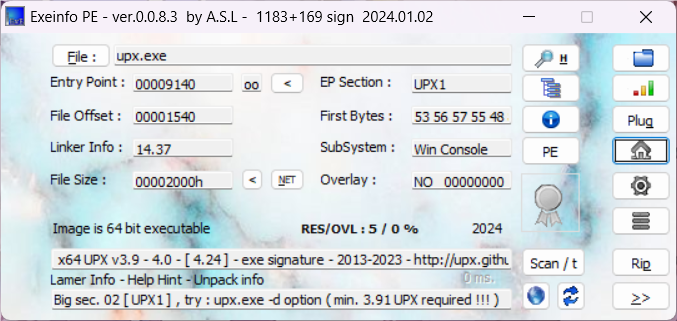 Exeinfo PE - ver.0.0.8.3 by A.S.L - 1183+169 sign 2024.01.02
File : upx.exe H
Entry Point : 00009140 oo < EP Section : UPX1
File Offset : 00001540 First Bytes : 53 56 57 55 48 Plug
Linker Info : 14.37 SubSystem : Win Console PE
File Size : 00002000h < NET Overlay : NO 00000000
Image is 64 bit executable RES/OVL : 5 / 0 % 2024
x64 UPX v3.9 - 4.0 - [ 4.24 ] - exe signature - 2013-2023 - http://upx.githu Scan / t Rip
Lamer Info - Help Hint - Unpack info 0 ms.
Big sec. 02 [ UPX1 ] , try : upx.exe -d option ( min. 3.91 UPX required !!! ) >>